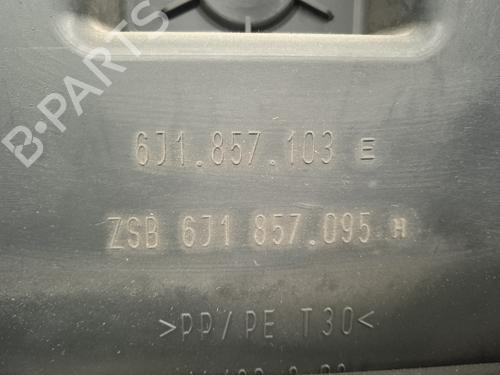 B-PARTS
6J1.857.103 E
ZSB 6J1 857.095 H
>PP/PE T30<